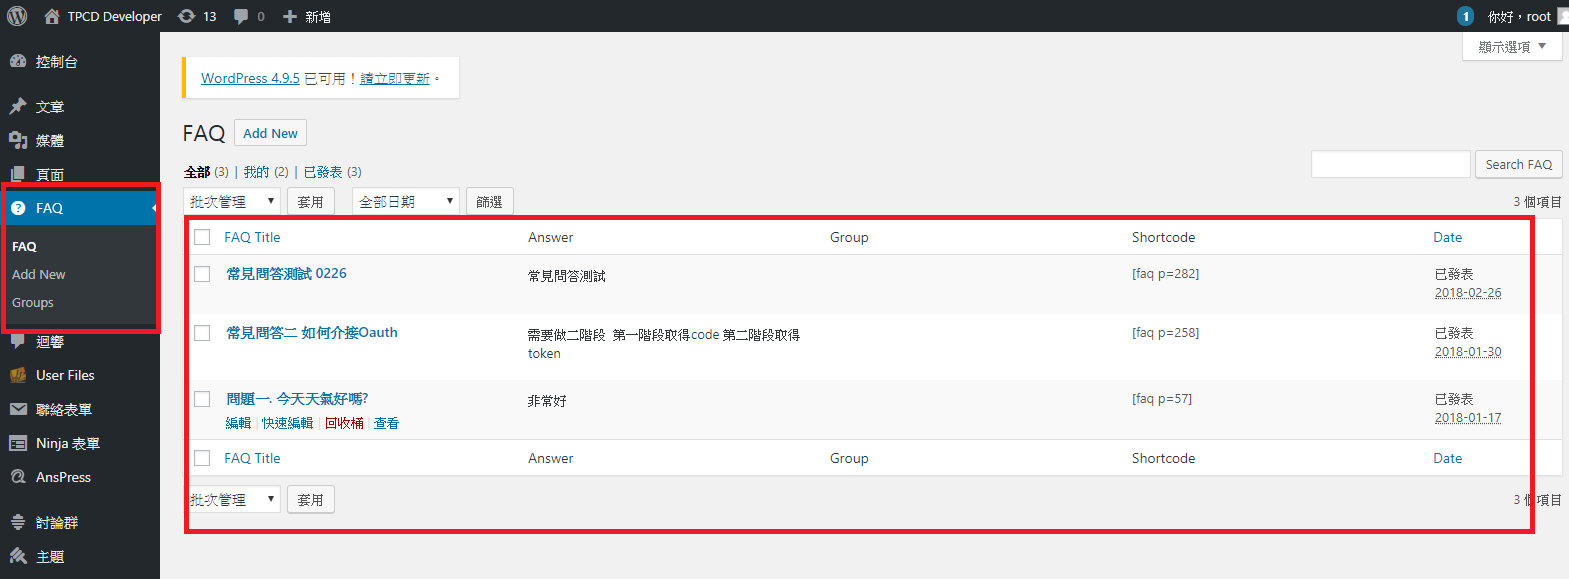 TPCD Developer 13 0 新增 1 你好，root
顯示選項
控制台
文章
媒體
頁面
FAQ
FAQ
Add New
Groups
迴響
User Files
聯絡表單
Ninja 表單
AnsPress
討論群
主題
WordPress 4.9.5 已可用！請立即更新。
FAQ Add New
全部 (3) | 我的 (2) | 已發表 (3)
Search FAQ
批次管理 套用 全部日期 篩選
3 個項目
FAQ Title Answer Group Shortcode Date
常見問答測試 0226 常見問答測試 [faq p=282] 已發表
2018-02-26
常見問答二 如何介接Oauth 需要做二階段 第一階段取得code 第二階段取得 [faq p=258] 已發表
token 2018-01-30
問題一. 今天天氣好嗎? 非常好 [faq p=57] 已發表
編輯 | 快速編輯 | 回收桶 | 查看 2018-01-17
FAQ Title Answer Group Shortcode Date
批次管理 套用
3 個項目